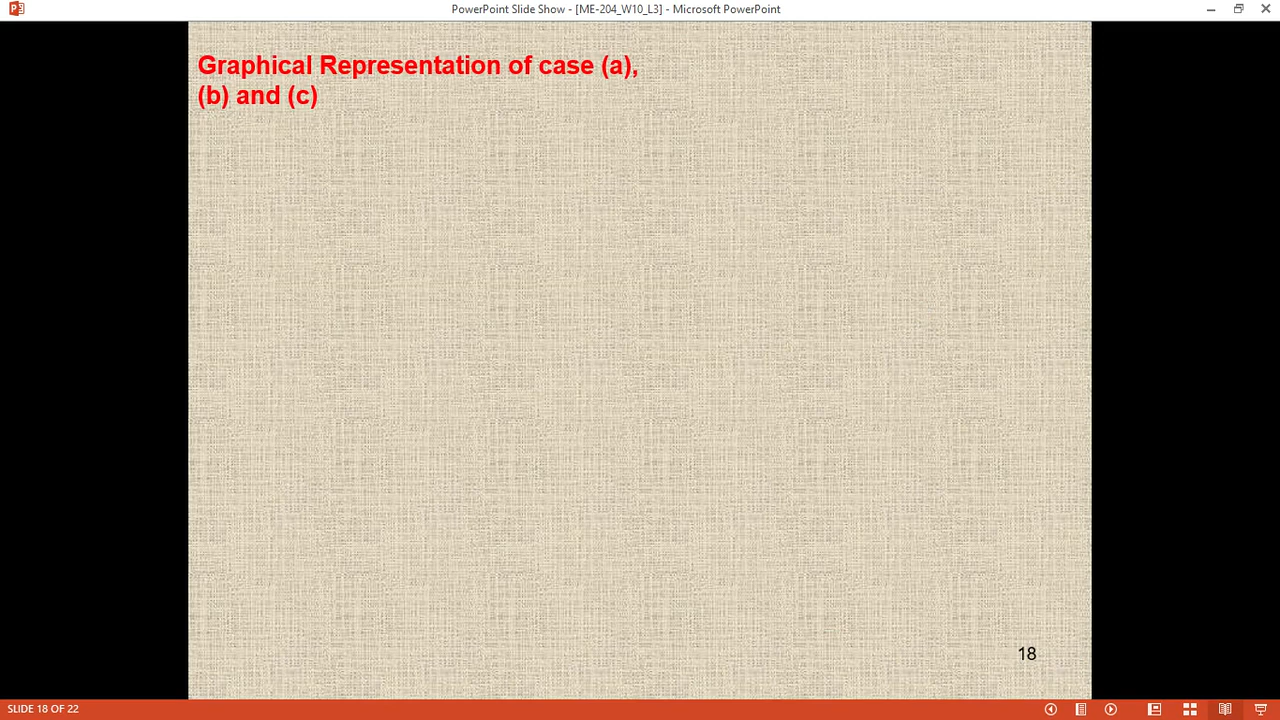 PowerPoint Slide Show - [ME-204_W10_L3] - Microsoft PowerPoint
Graphical Representation of case (a),
(b) and (c)
18
SLIDE 18 OF 22